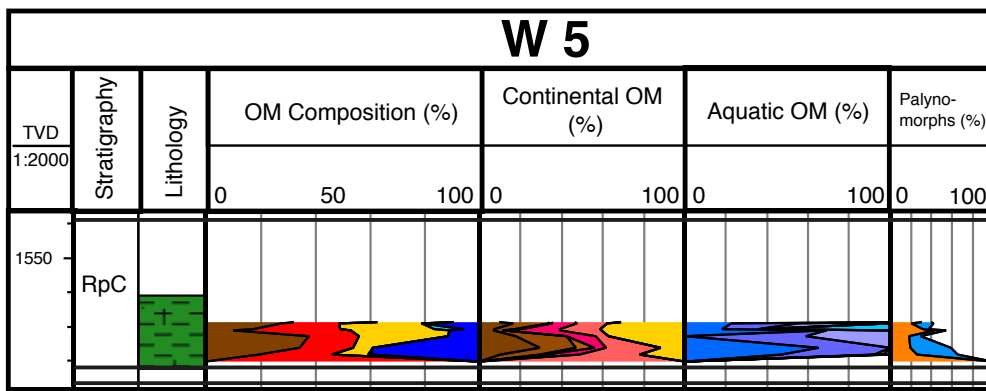 W 5
TVD
1:2000
Stratigraphy
Lithology
OM Composition (%)
0 50 100
Continental OM
(%)
0 100
Aquatic OM (%)
0 100
Palyno-
morphs (%)
0 100
1550
RpC